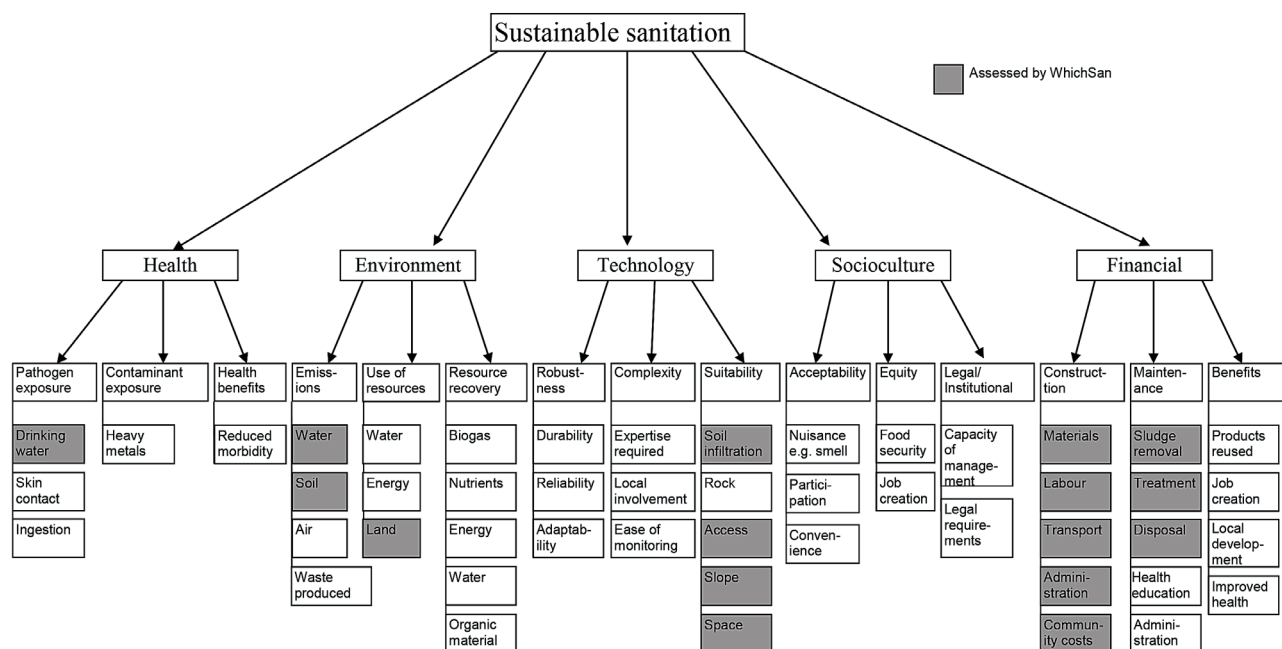 Sustainable sanitation
Assessed by WhichSan
Health
Environment
Technology
Socioculture
Financial
Pathogen
exposure
Contaminant
exposure
Health
benefits
Emiss-
ions
Use of
resources
Resource
recovery
Robust-
ness
Complexity
Suitability
Acceptability
Equity
Legal/
Institutional
Construct-
ion
Mainten-
ance
Benefits
Drinking
water
Skin
contact
Ingestion
Heavy
metals
Reduced
morbidity
Water
Soil
Air
Waste
produced
Water
Energy
Land
Biogas
Nutrients
Energy
Water
Organic
material
Durability
Reliability
Adaptab-
ility
Expertise
required
Local
involvement
Ease of
monitoring
Soil
infiltration
Rock
Access
Slope
Space
Nuisance
e.g. smell
Partici-
pation
Conven-
ience
Food
security
Job
creation
Capacity
of
manage-
ment
Legal
require-
ments
Materials
Labour
Transport
Admini-
stration
Commun-
ity costs
Sludge
removal
Treatment
Disposal
Health
education
Admini-
stration
Products
reused
Job
creation
Local
develop-
ment
Improved
health